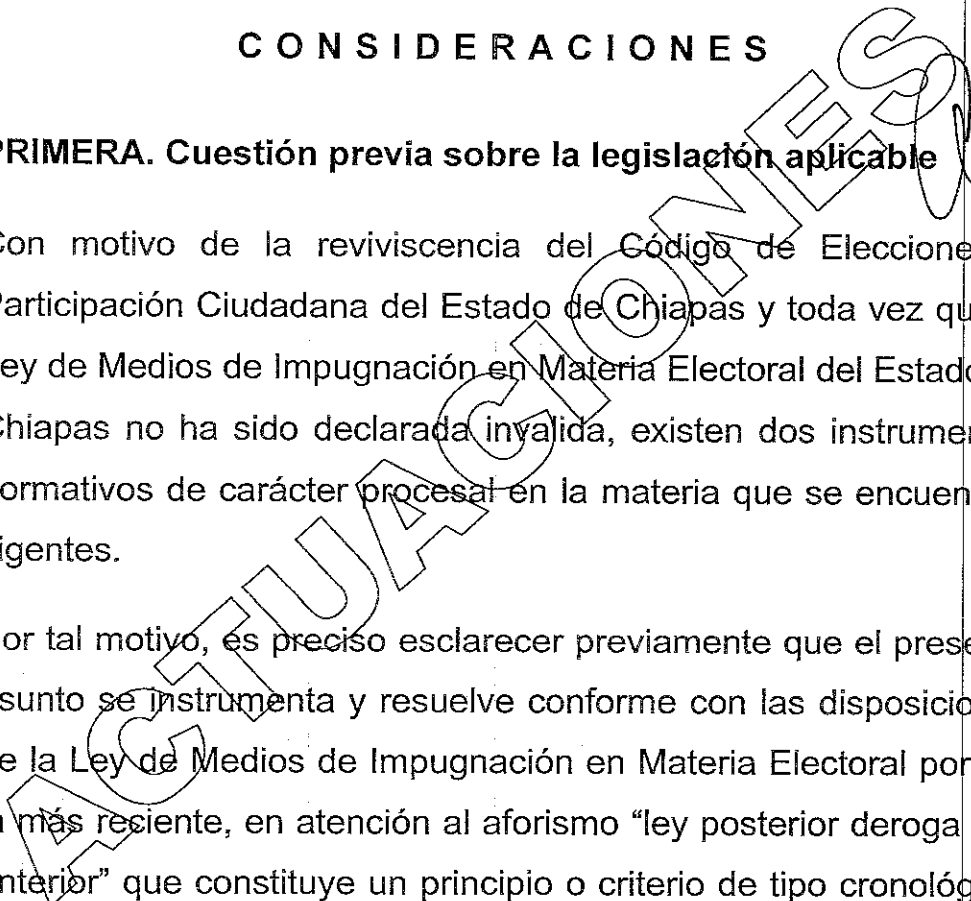 C O N S I D E R A C I O N E S
PRIMERA. Cuestión previa sobre la legislación aplicable
Con motivo de la reviviscencia del Código de Eleccione
Participación Ciudadana del Estado de Chiapas y toda vez qu
Ley de Medios de Impugnación en Materia Electoral del Estado
Chiapas no ha sido declarada invalida, existen dos instrume
ormativos de carácter procesal en la materia que se encuen
igentes.
or tal motivo, es preciso esclarecer previamente que el prese
sunto se instrumenta y resuelve conforme con las disposicio
e la Ley de Medios de Impugnación en Materia Electoral por
a más reciente, en atención al aforismo “ley posterior deroga
nterior” que constituye un principio o criterio de tipo cronológ
ACTUACIONES